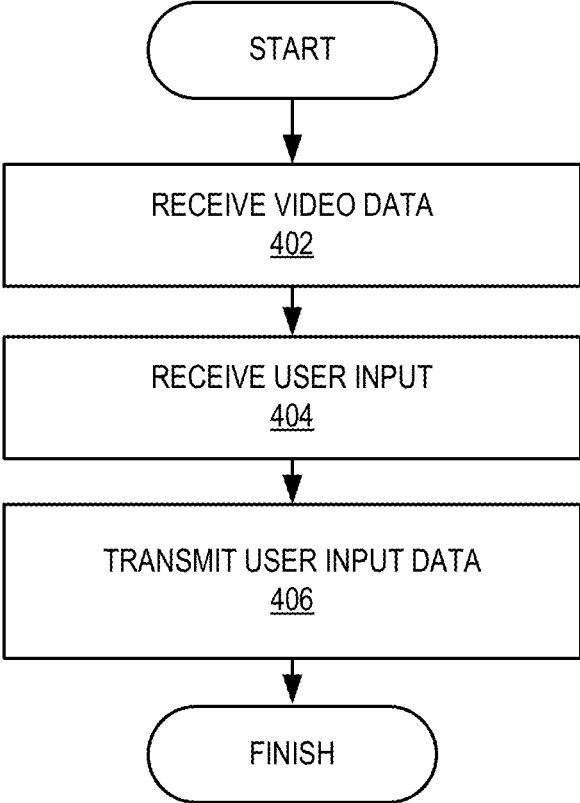 START
RECEIVE VIDEO DATA
402
RECEIVE USER INPUT
404
TRANSMIT USER INPUT DATA
406
FINISH